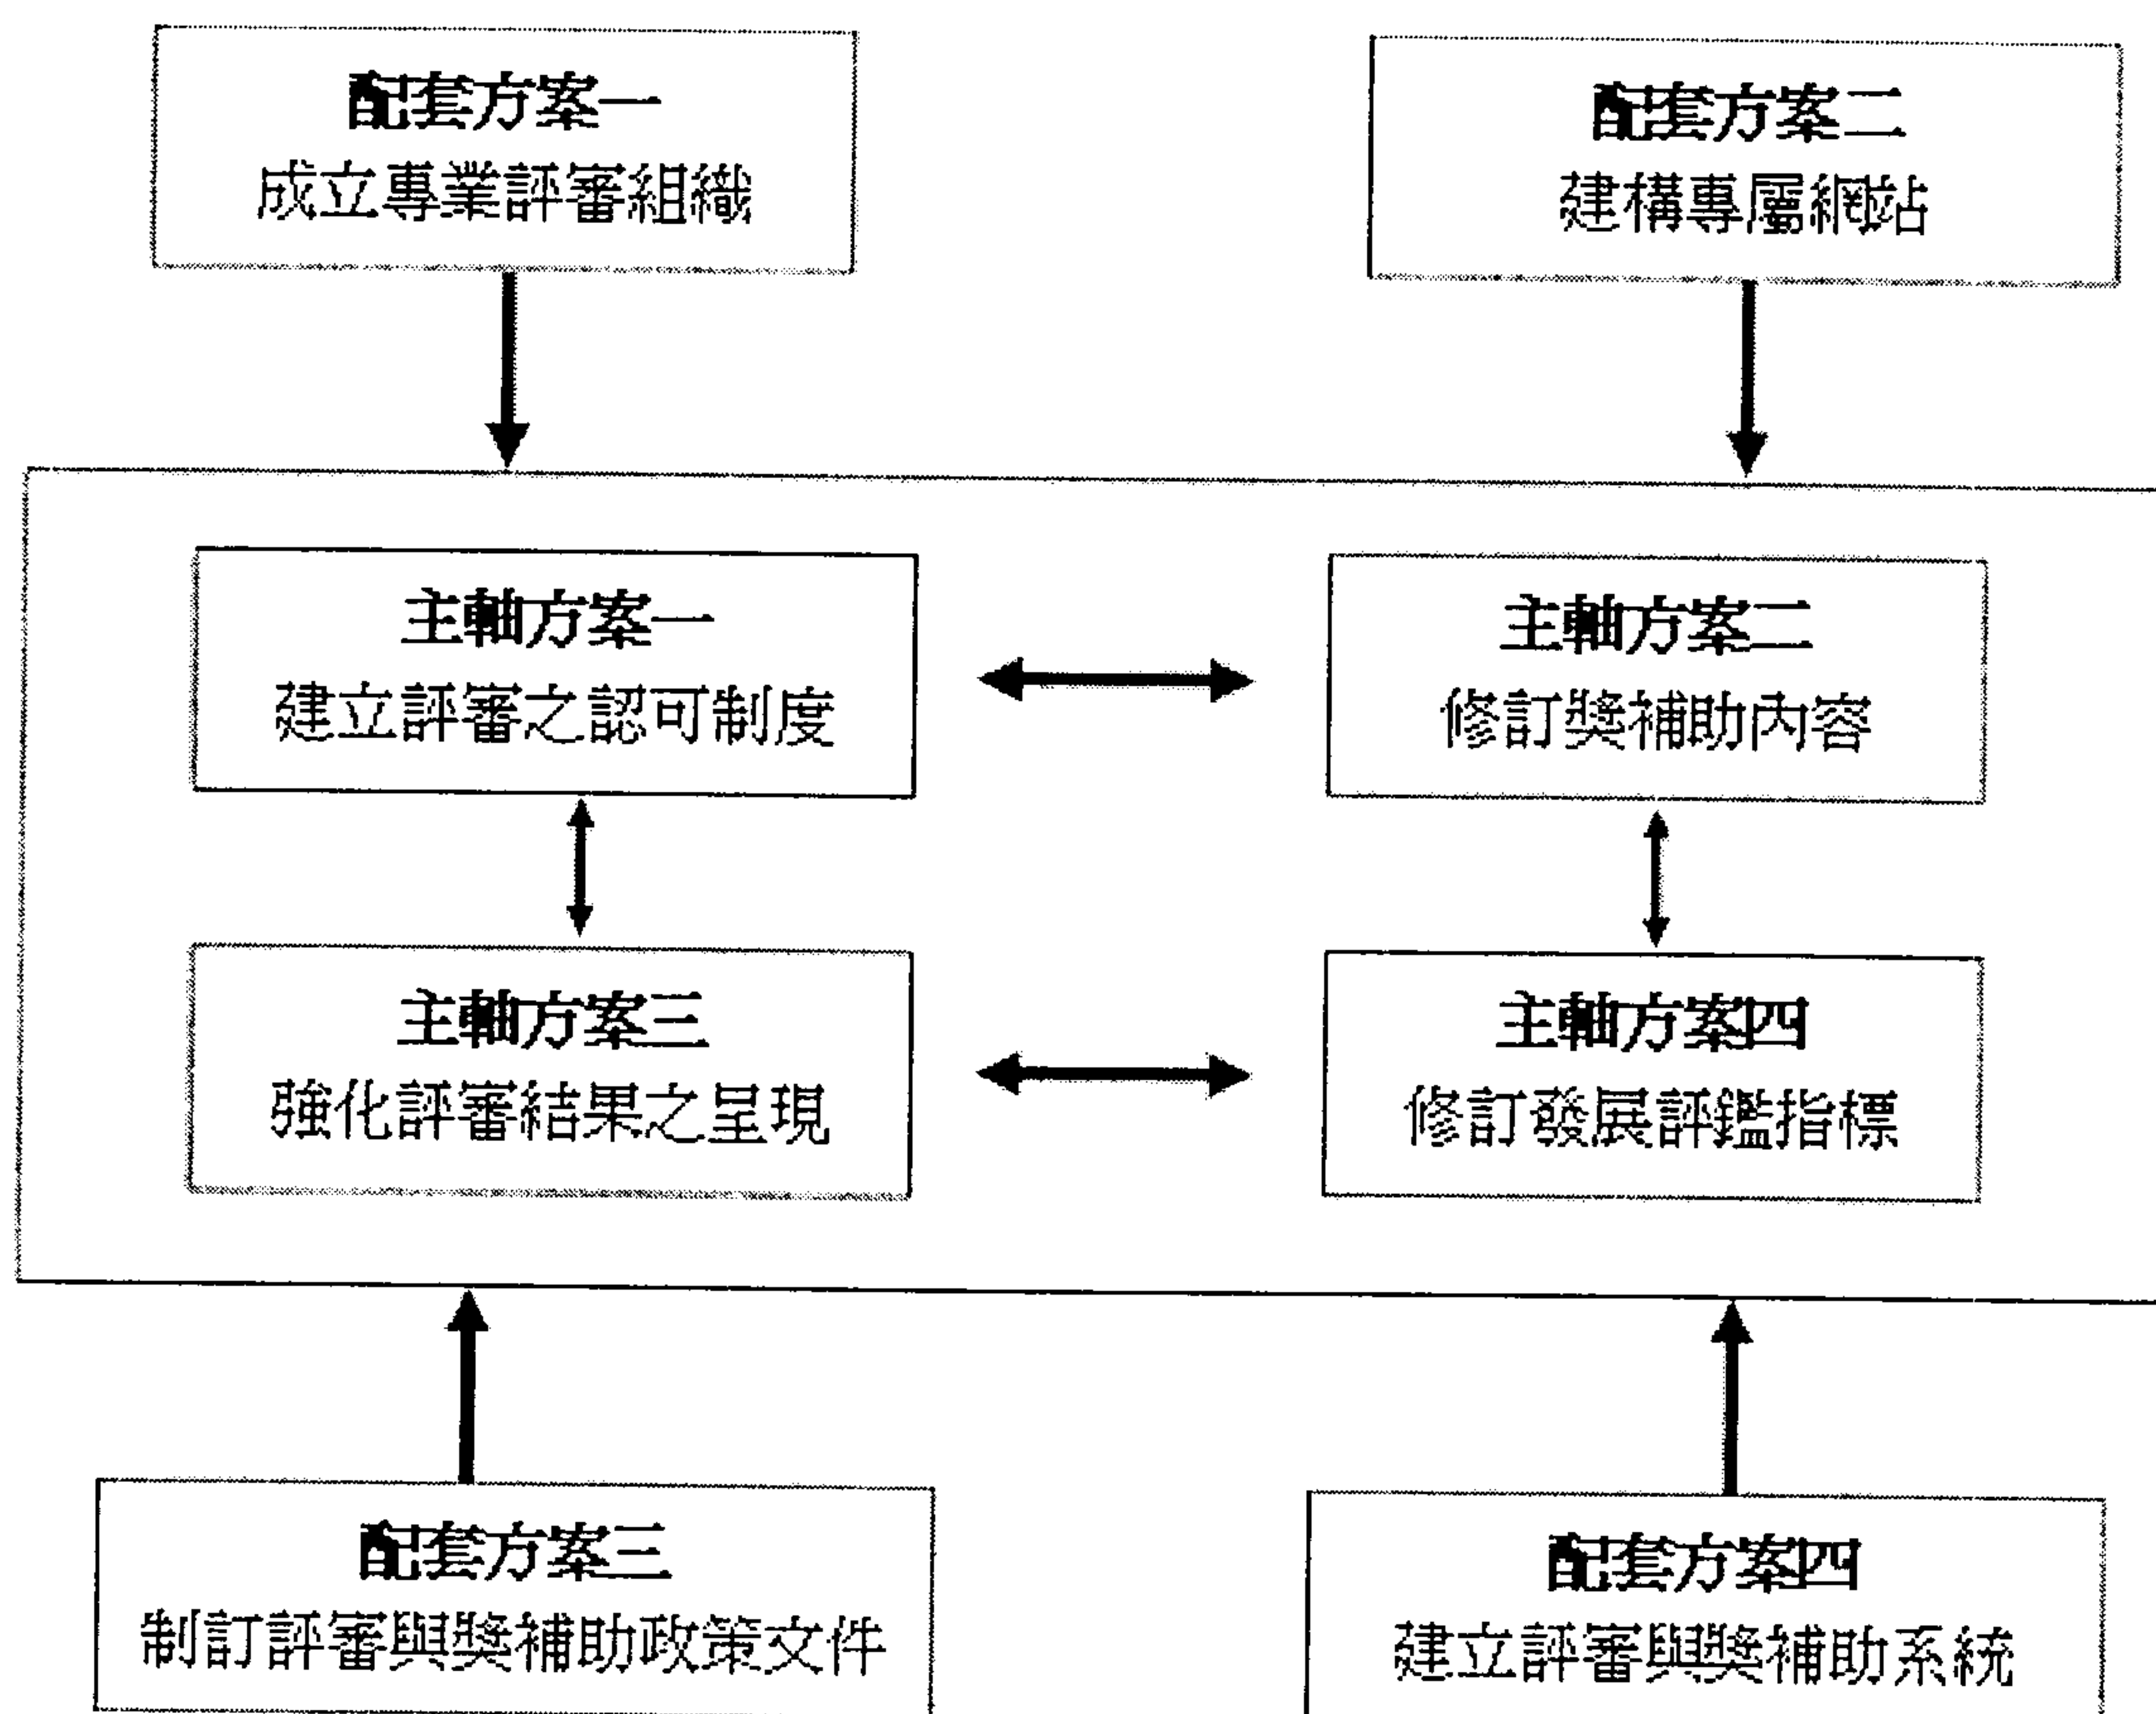 配套方案一
成立專業評審組織
配套方案二
建構專屬網站
主軸方案一
建立評審之認可制度
主軸方案二
修訂獎補助內容
主軸方案三
強化評審結果之呈現
主軸方案四
修訂發展評鑑指標
配套方案三
制訂評審與獎補助政策文件
配套方案四
建立評審與獎補助系統